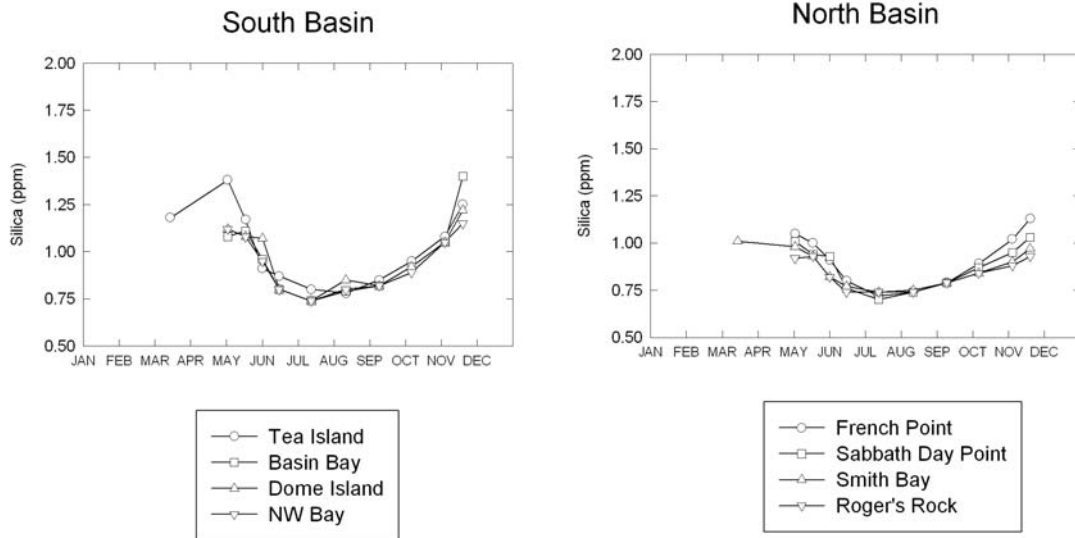 South Basin
2.00
1.75
1.50
1.25
1.00
0.75
0.50
Silica (ppm)
JAN FEB MAR APR MAY JUN JUL AUG SEP OCT NOV DEC
Tea Island
Basin Bay
Dome Island
NW Bay
North Basin
2.00
1.75
1.50
1.25
1.00
0.75
0.50
Silica (ppm)
JAN FEB MAR APR MAY JUN JUL AUG SEP OCT NOV DEC
French Point
Sabbath Day Point
Smith Bay
Roger's Rock